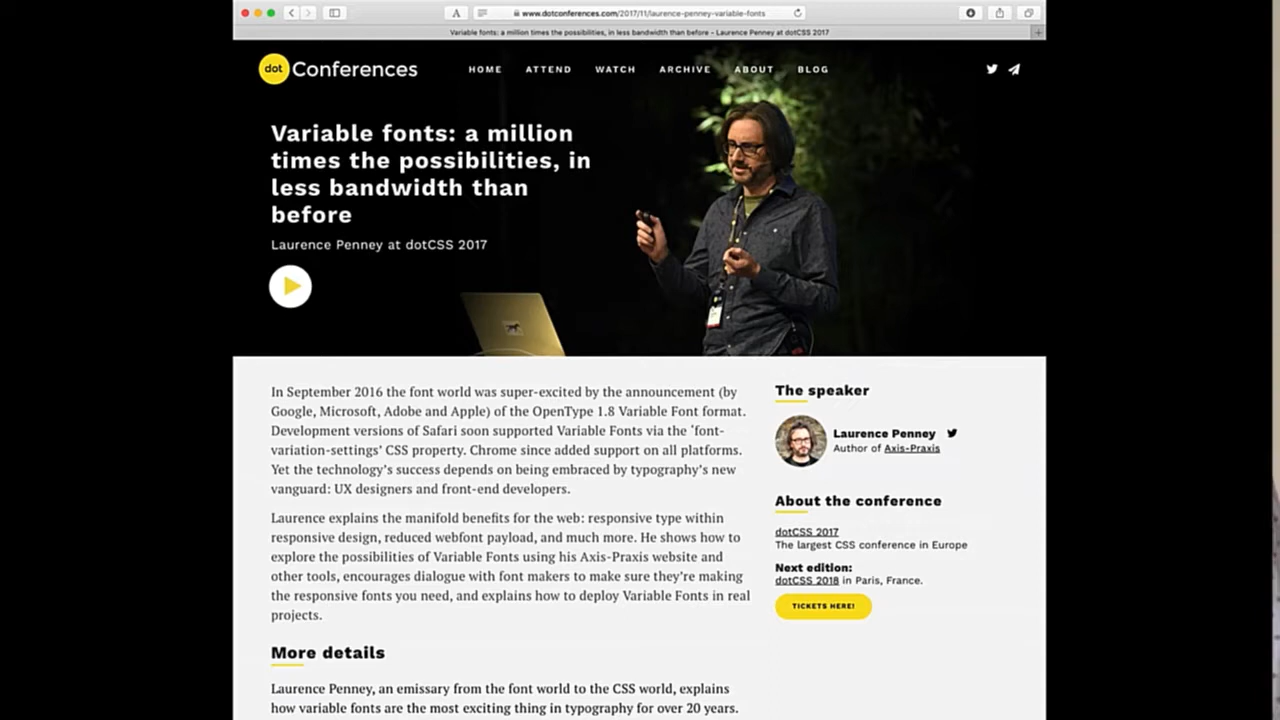 A
www.dotconferences.com/2017/11/laurence-penney-variable-fonts
Variable fonts: a million times the possibilities, in less bandwidth than before - Laurence Penney at dotCSS 2017
dot Conferences
HOME ATTEND WATCH ARCHIVE ABOUT BLOG
Variable fonts: a million
times the possibilities, in
less bandwidth than
before
Laurence Penney at dotCSS 2017
In September 2016 the font world was super-excited by the announcement (by
Google, Microsoft, Adobe and Apple) of the OpenType 1.8 Variable Font format.
Development versions of Safari soon supported Variable Fonts via the ‘font-
variation-settings’ CSS property. Chrome since added support on all platforms.
Yet the technology’s success depends on being embraced by typography’s new
vanguard: UX designers and front-end developers.
Laurence explains the manifold benefits for the web: responsive type within
responsive design, reduced webfont payload, and much more. He shows how to
explore the possibilities of Variable Fonts using his Axis-Praxis website and
other tools, encourages dialogue with font makers to make sure they’re making
the responsive fonts you need, and explains how to deploy Variable Fonts in real
projects.
More details
Laurence Penney, an emissary from the font world to the CSS world, explains
how variable fonts are the most exciting thing in typography for over 20 years.
The speaker
Laurence Penney
Author of Axis-Praxis
About the conference
dotCSS 2017
The largest CSS conference in Europe
Next edition:
dotCSS 2018 in Paris, France.
TICKETS HERE!